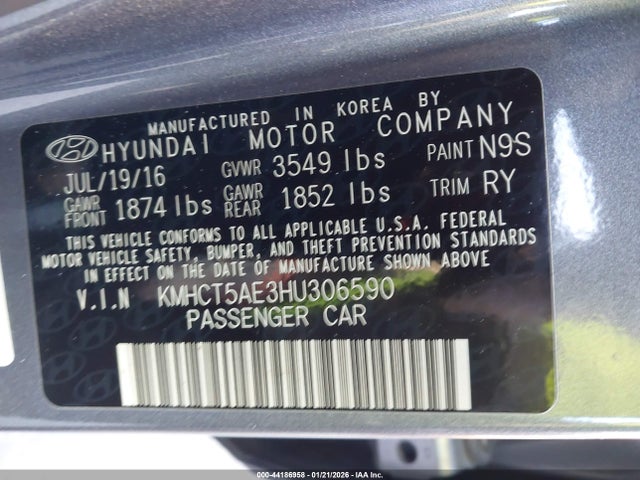 MANUFACTURED IN KOREA BY
HYUNDAI MOTOR COMPANY
JUL/19/16 GVWR 3549 lbs PAINT N9S
GAWR FRONT 1874 lbs GAWR REAR 1852 lbs TRIM RY
THIS VEHICLE CONFORMS TO ALL APPLICABLE U.S.A. FEDERAL
MOTOR VEHICLE SAFETY, BUMPER, AND THEFT PREVENTION STANDARDS
IN EFFECT ON THE DATE OF MANUFACTURE SHOWN ABOVE
V.I.N KMHCT5AE3HU306590
PASSENGER CAR
000-44186958 - 01/21/2026 - IAA Inc.